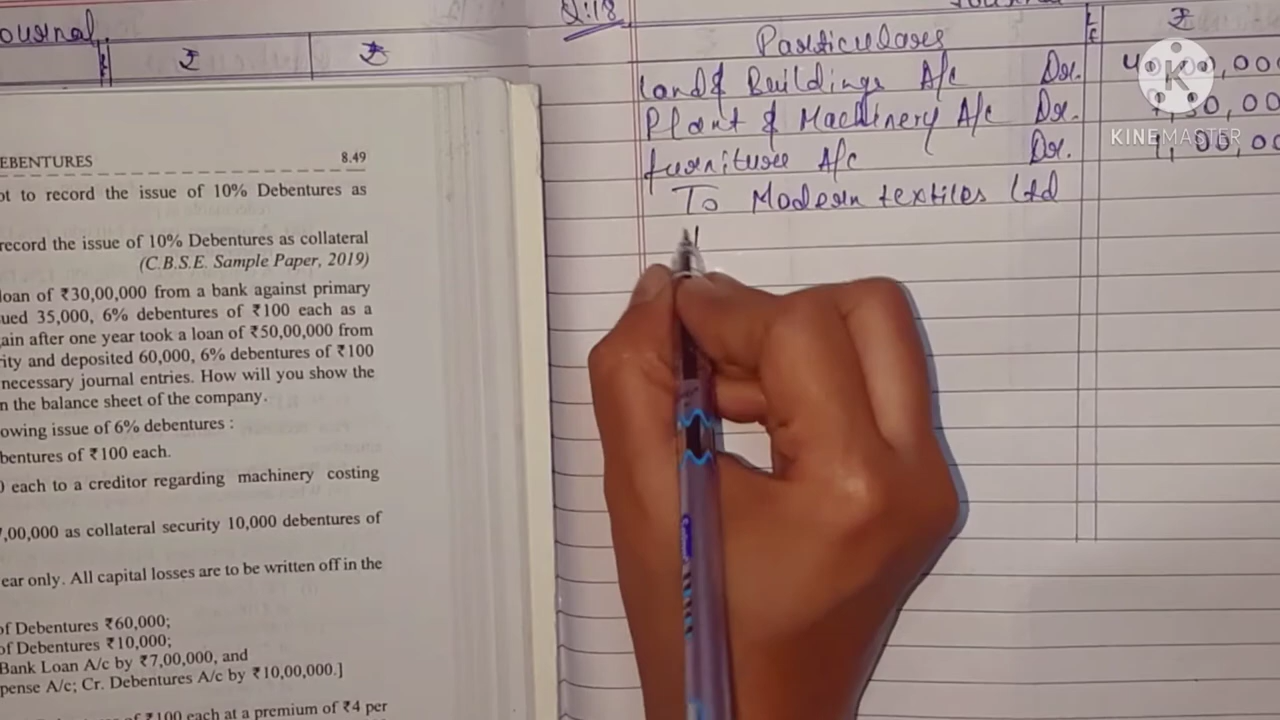 Journal.
Q:18
₹
₹
Particulars
₹
Land & Buildings A/c Dr.
Plant & Machinery A/c Dr.
furniture A/c Dr. 1,00,00
To Modern textiles Ltd
KINEMASTER
EBENTURES 8.49
ot to record the issue of 10% Debentures as
record the issue of 10% Debentures as collateral
(C.B.S.E. Sample Paper, 2019)
loan of ₹30,00,000 from a bank against primary
ued 35,000, 6% debentures of ₹100 each as a
ain after one year took a loan of ₹50,00,000 from
rity and deposited 60,000, 6% debentures of ₹100
necessary journal entries. How will you show the
n the balance sheet of the company.
owing issue of 6% debentures :
bentures of ₹100 each.
0 each to a creditor regarding machinery costing
7,00,000 as collateral security 10,000 debentures of
ear only. All capital losses are to be written off in the
of Debentures ₹60,000;
of Debentures ₹10,000;
Bank Loan A/c by ₹7,00,000, and
pense A/c; Cr. Debentures A/c by ₹10,00,000.]
of ₹100 each at a premium of ₹4 per